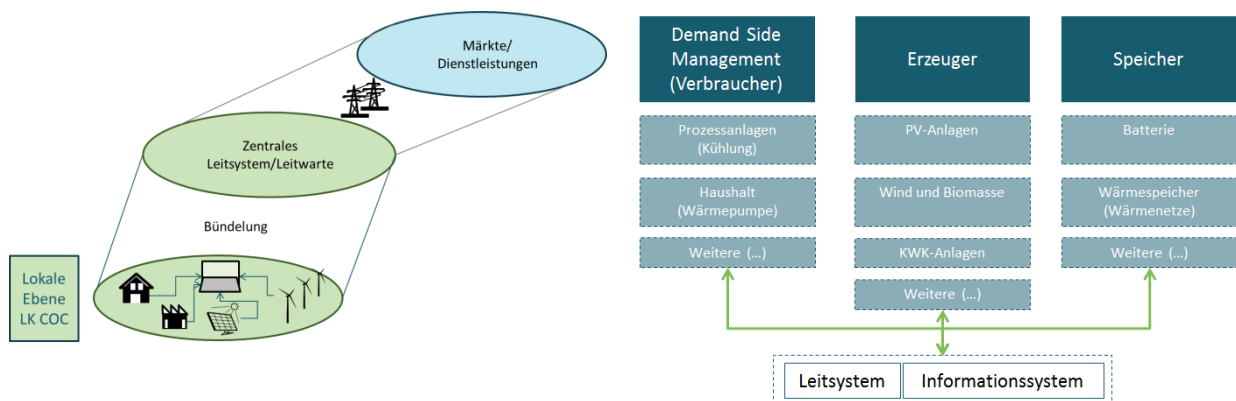 Märkte/
Dienstleistungen
Zentrales
Leitsystem/Leitwarte
Bündelung
Lokale
Ebene
LK COC
Demand Side
Management
(Verbraucher)
Prozessanlagen
(Kühlung)
Haushalt
(Wärmepumpe)
Weitere (...)
Erzeuger
PV-Anlagen
Wind und Biomasse
KWK-Anlagen
Weitere (...)
Speicher
Batterie
Wärmespeicher
(Wärmenetze)
Weitere (...)
Leitsystem
Informationssystem